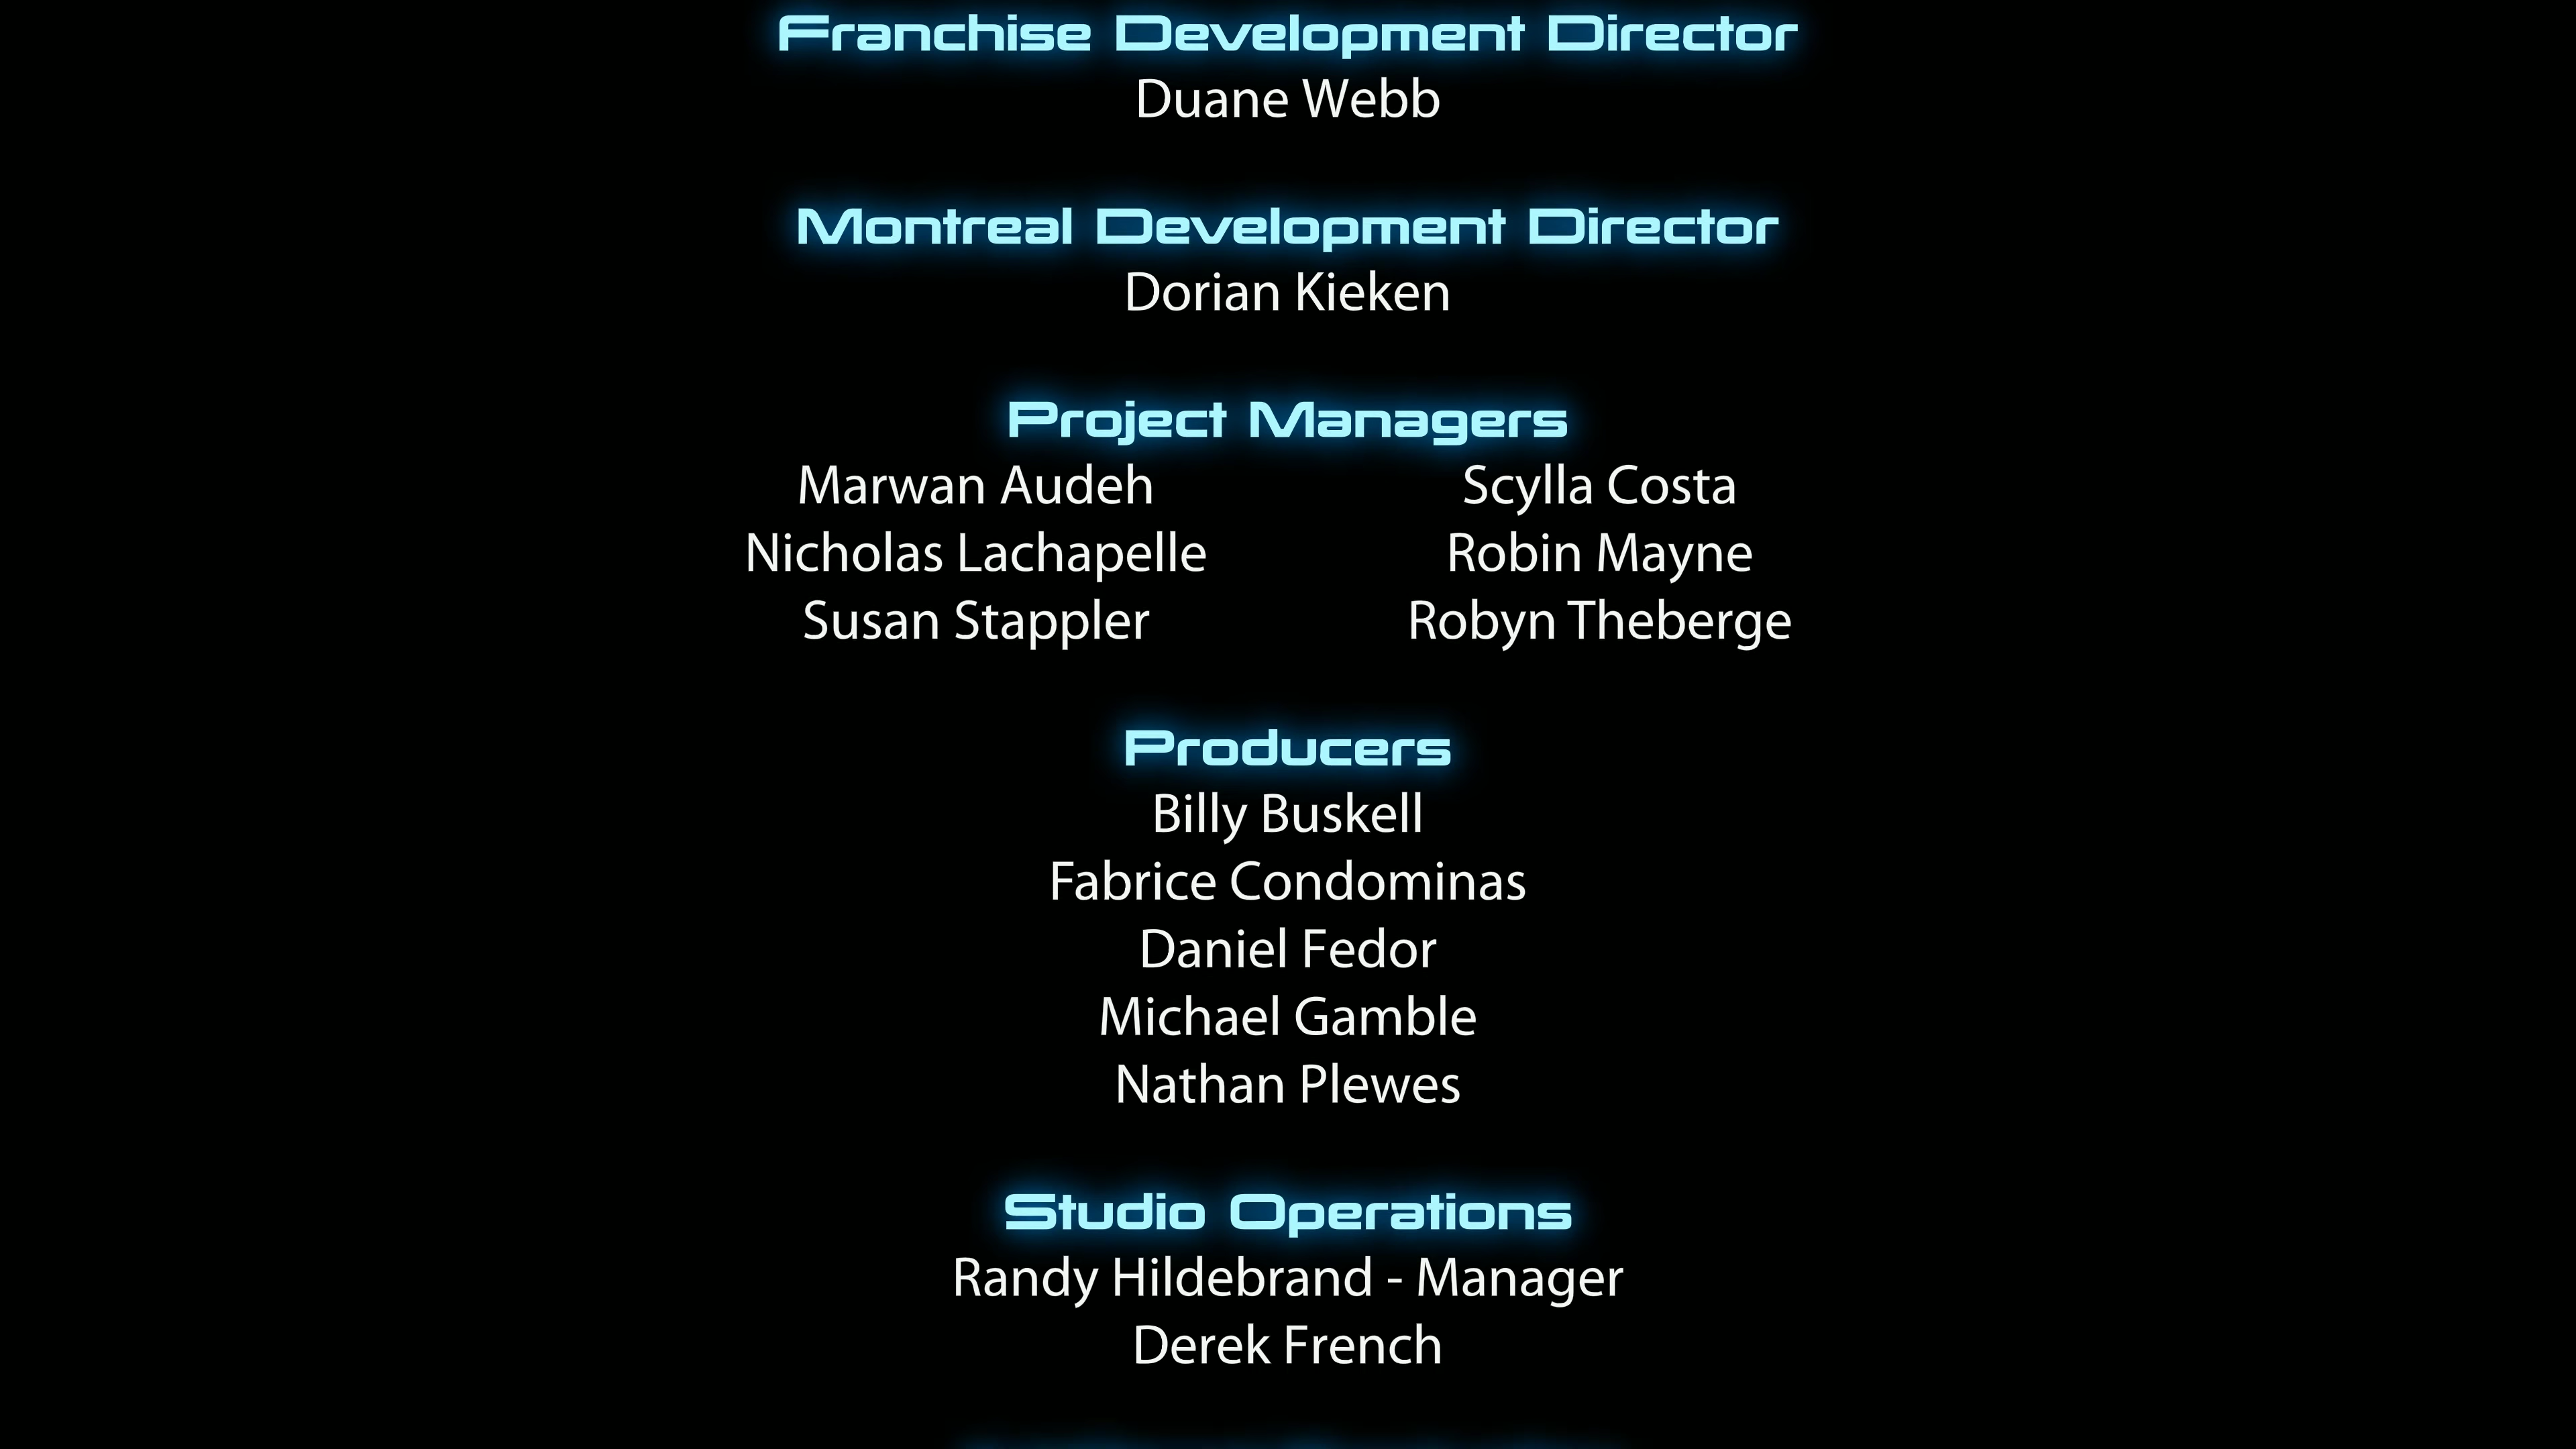 Franchise Development Director
Duane Webb
Montreal Development Director
Dorian Kieken
Project Managers
Marwan Audeh Scylla Costa
Nicholas Lachapelle Robin Mayne
Susan Stappler Robyn Theberge
Producers
Billy Buskell
Fabrice Condominas
Daniel Fedor
Michael Gamble
Nathan Plewes
Studio Operations
Randy Hildebrand - Manager
Derek French